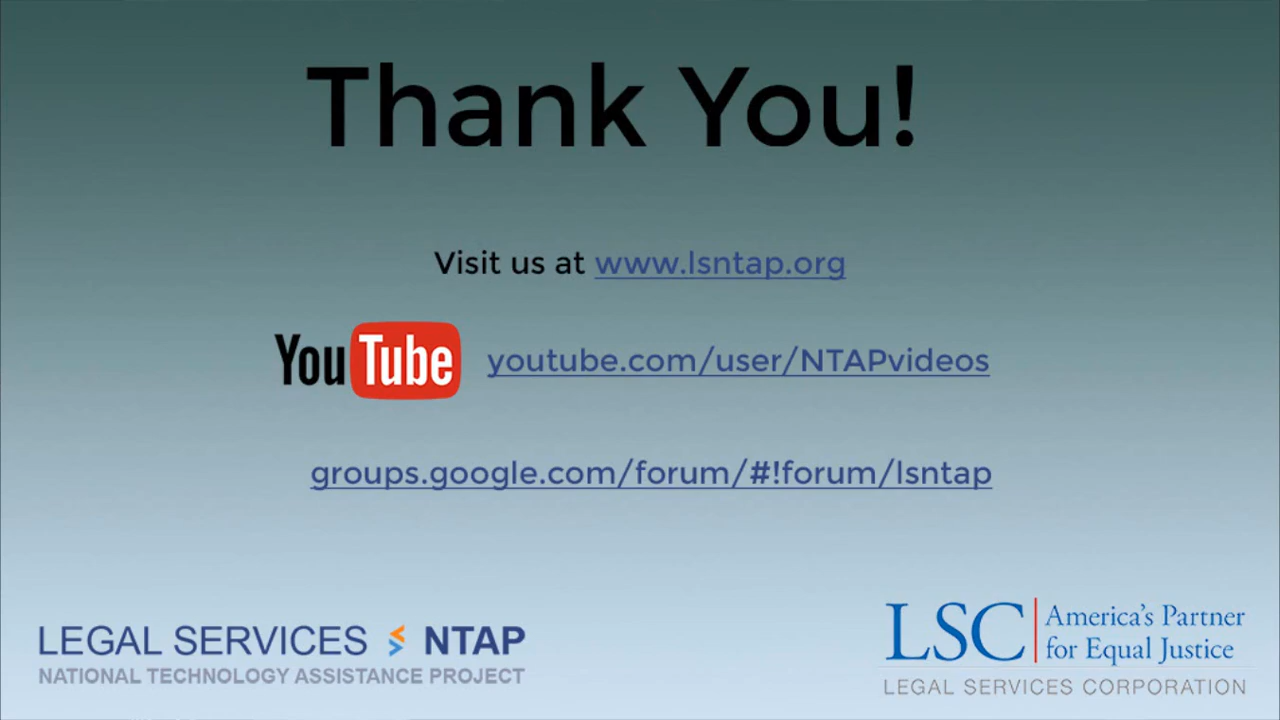 Thank You!
Visit us at www.lsntap.org
YouTube youtube.com/user/NTAPvideos
groups.google.com/forum/#!forum/lsntap
LEGAL SERVICES NTAP
NATIONAL TECHNOLOGY ASSISTANCE PROJECT
LSC America's Partner
for Equal Justice
LEGAL SERVICES CORPORATION